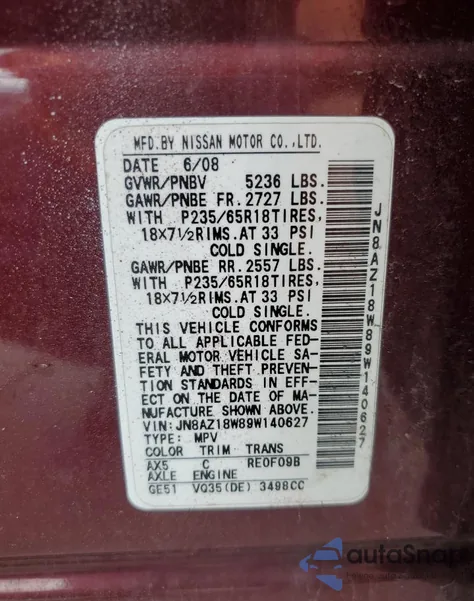 MFD.BY NISSAN MOTOR CO.,LTD.
DATE 6/08
GVWR/PNBV 5236 LBS.
GAWR/PNBE FR.2727 LBS.
WITH P235/65R18TIRES,
18X7½RIMS.AT 33 PSI
COLD SINGLE.
GAWR/PNBE RR.2557 LBS.
WITH P235/65R18TIRES,
18X7½RIMS.AT 33 PSI
COLD SINGLE.
THIS VEHICLE CONFORMS
TO ALL APPLICABLE FED-
ERAL MOTOR VEHICLE SA-
FETY AND THEFT PREVEN-
TION STANDARDS IN EFF-
ECT ON THE DATE OF MA-
NUFACTURE SHOWN ABOVE.
VIN:JN8AZ18W89W140627
TYPE: MPV
COLOR TRIM TRANS
AX5 C RE0F09B
AXLE ENGINE
GE51 VQ35(DE) 3498CC
JN8AZ18W89W140627
autoSnap